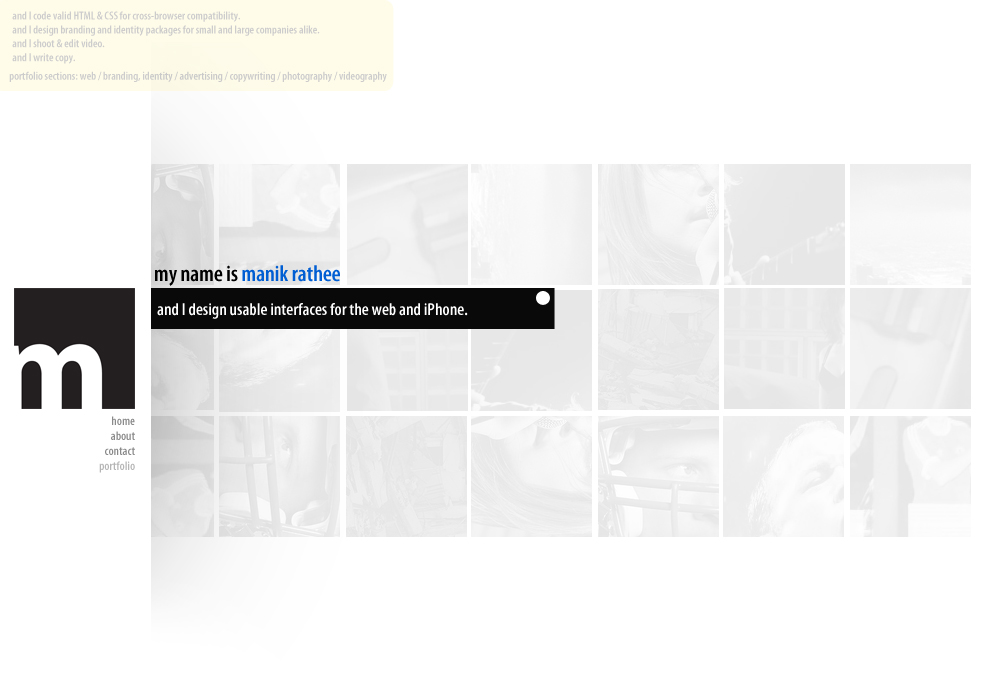 and I code valid HTML & CSS for cross-browser compatibility.
and I design branding and identity packages for small and large companies alike.
and I shoot & edit video.
and I write copy.
portfolio sections: web / branding, identity / advertising / copywriting / photography / videography
my name is manik rathee
and I design usable interfaces for the web and iPhone.
m
home
about
contact
portfolio